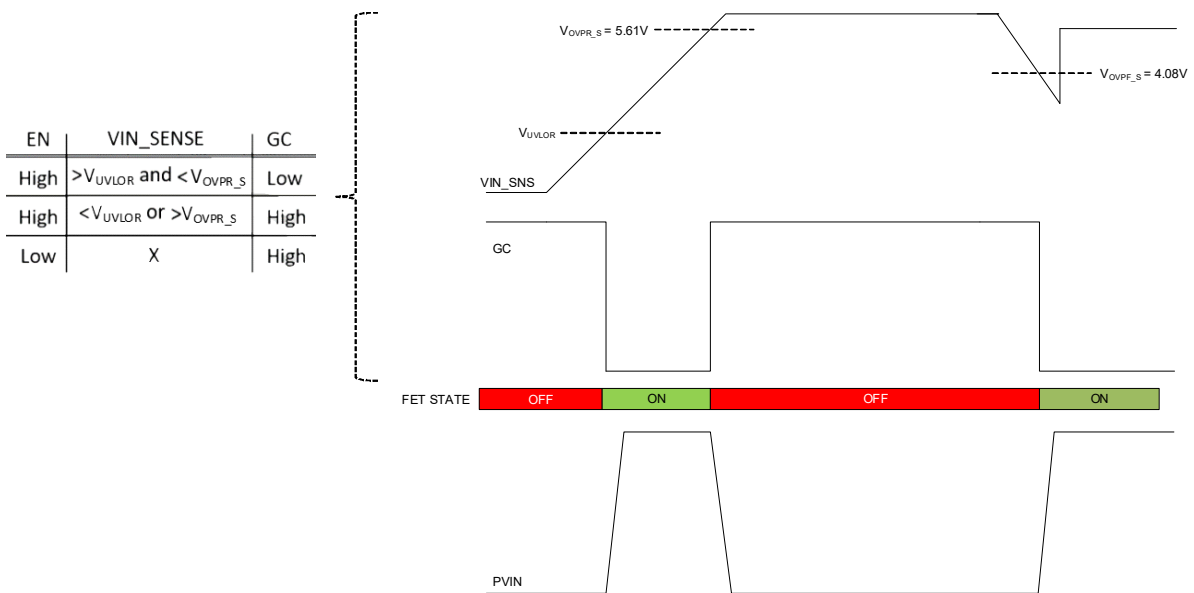 EN VIN_SENSE GC
High >VUVLOR and <VOVPR_S Low
High <VUVLOR or >VOVPR_S High
Low X High
VOVPR_S = 5.61V
VOVPF_S = 4.08V
VUVLOR
VIN_SNS
GC
FET STATE OFF ON OFF ON
PVIN